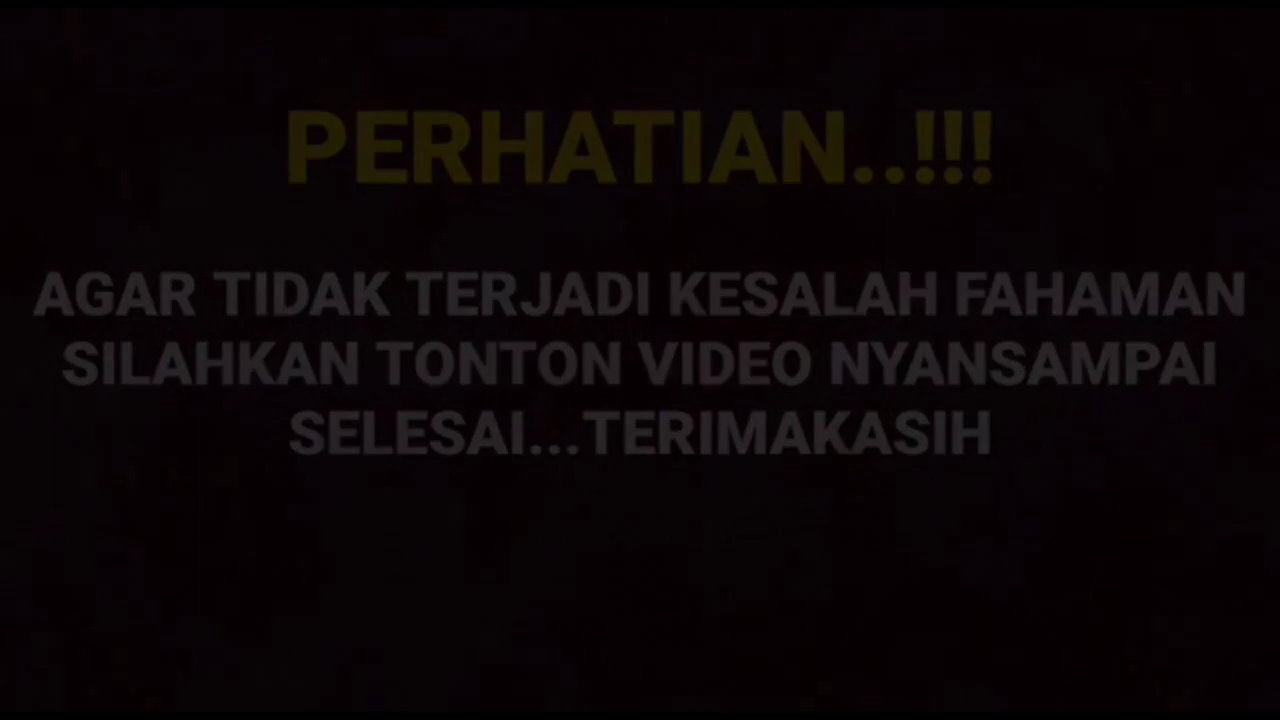 PERHATIAN..!!!
AGAR TIDAK TERJADI KESALAH FAHAMAN
SILAHKAN TONTON VIDEO NYANSAMPAI
SELESAI...TERIMAKASIH